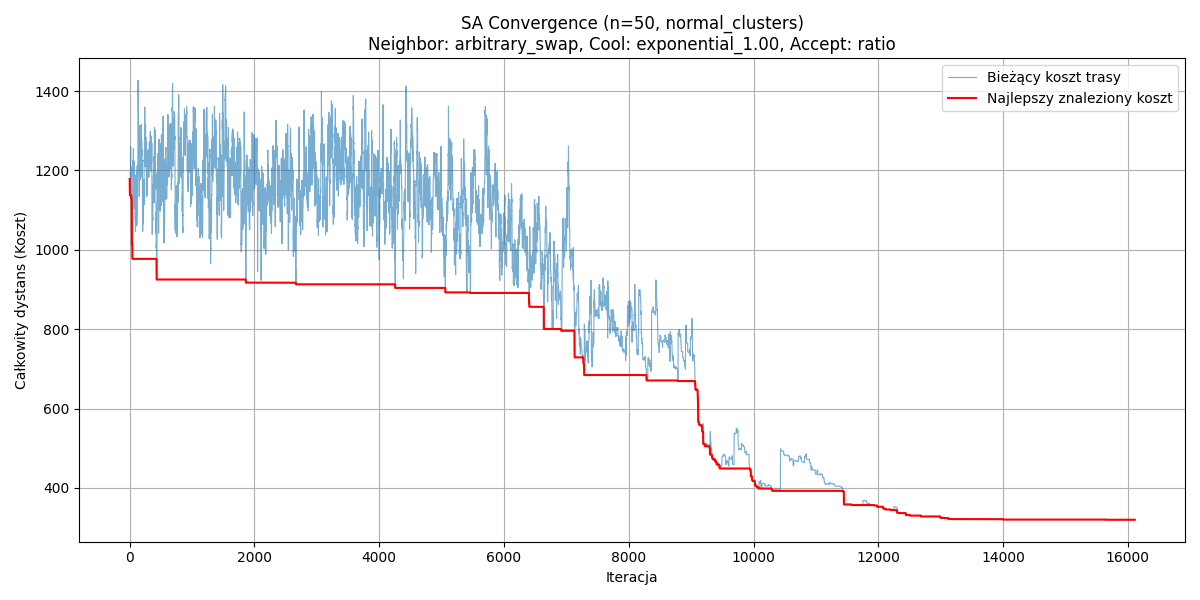 SA Convergence (n=50, normal_clusters)
Neighbor: arbitrary_swap, Cool: exponential_1.00, Accept: ratio
Bieżący koszt trasy
Najlepszy znaleziony koszt
Całkowity dystans (Koszt)
1400
1200
1000
800
600
400
0
2000
4000
6000
8000
10000
12000
14000
16000
Iteracja